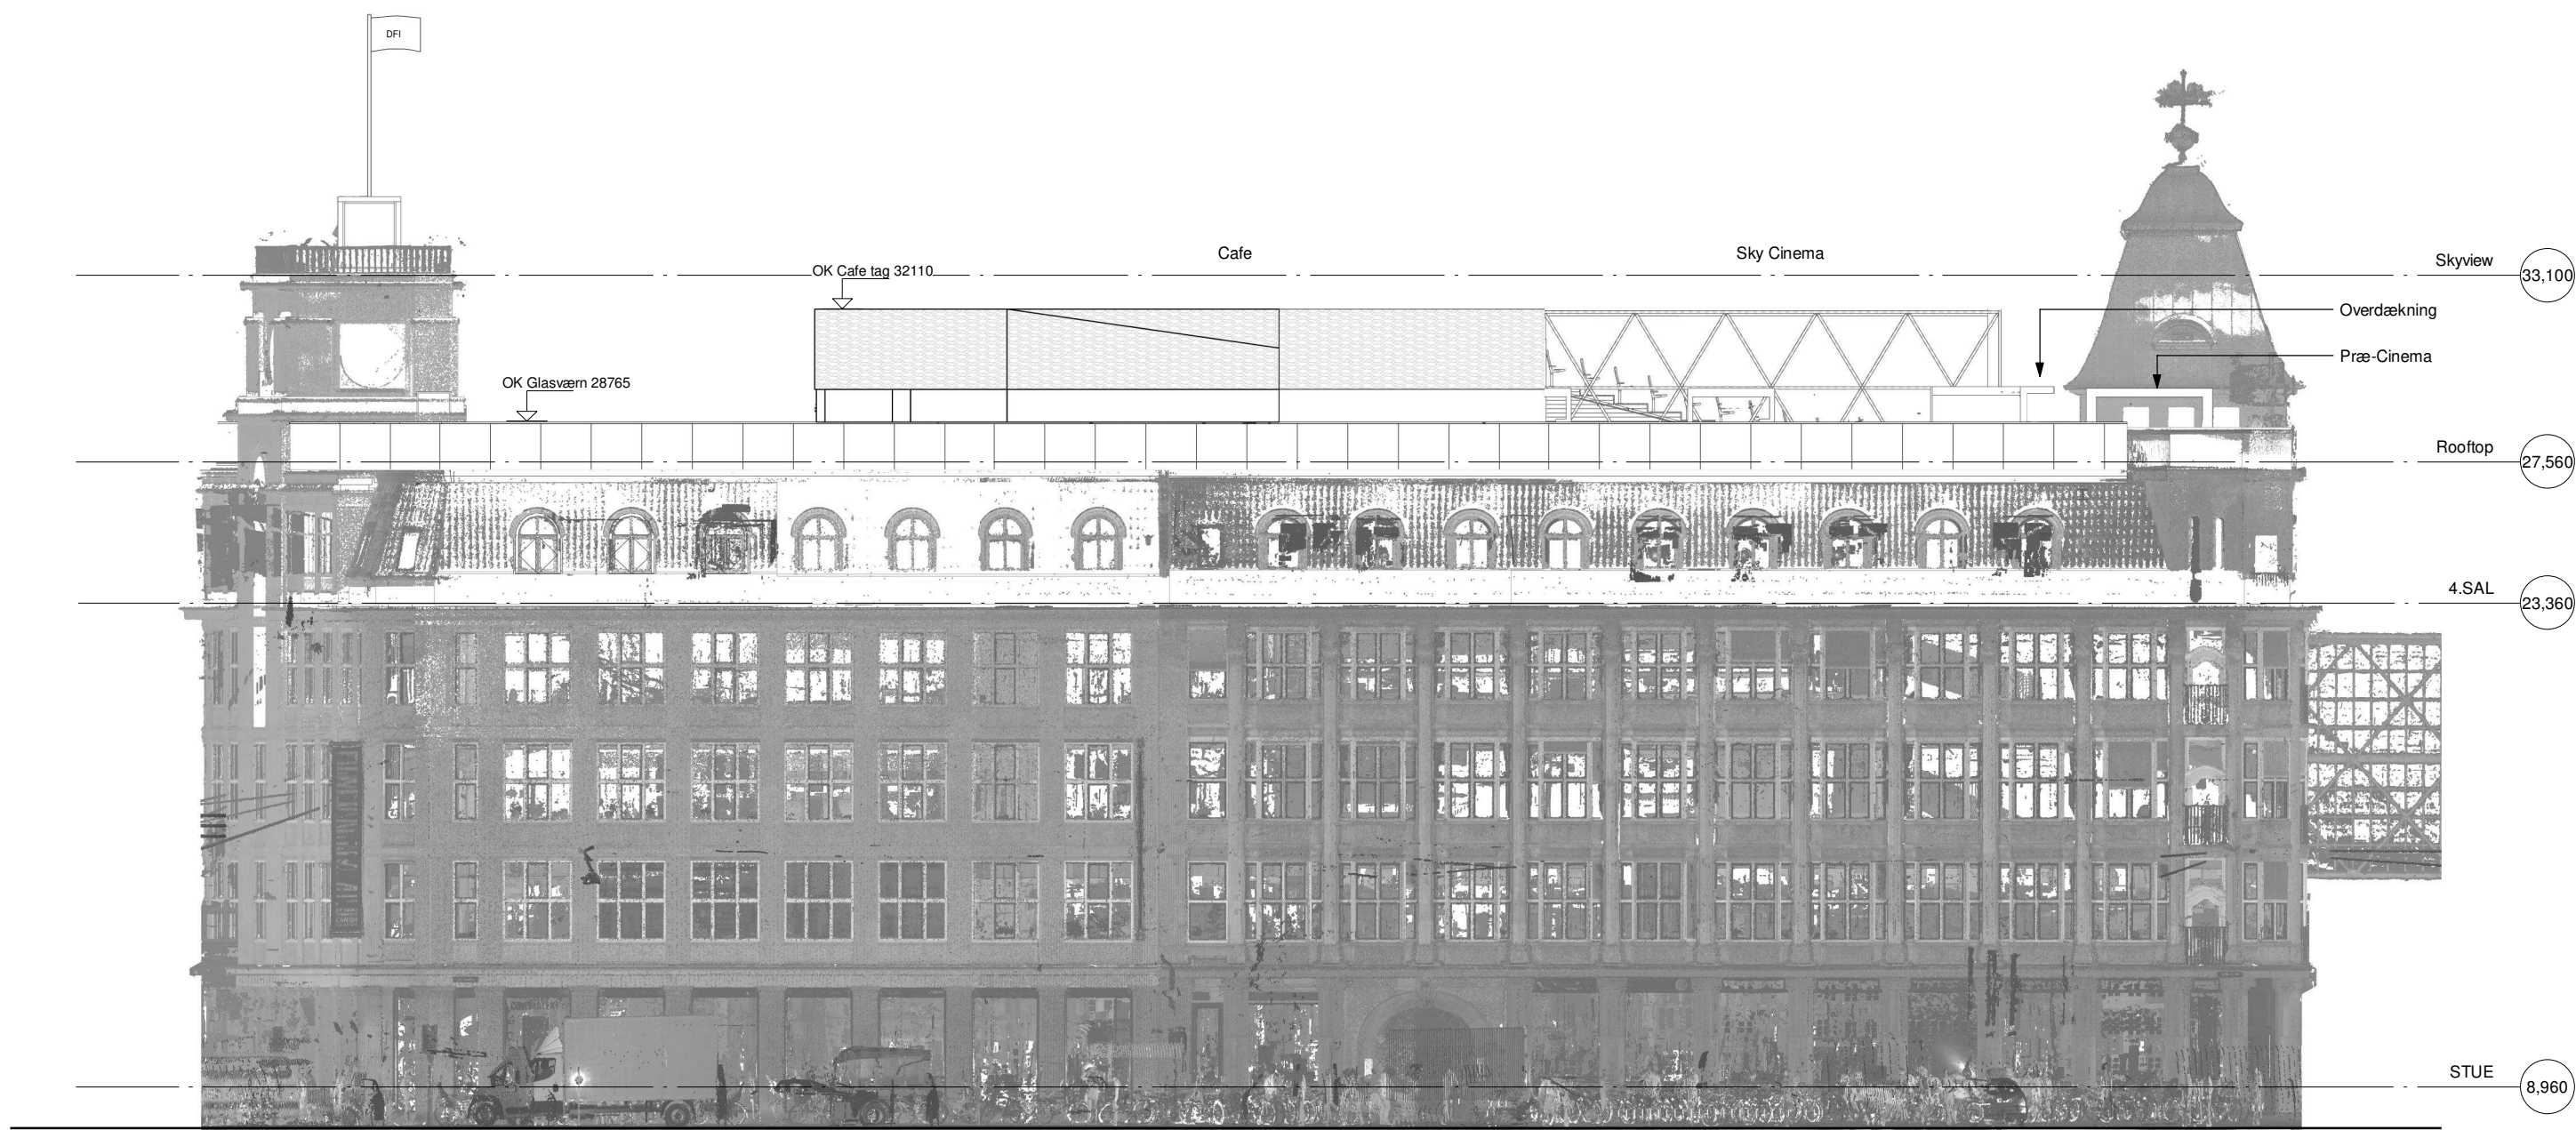 DFI
Cafe
Sky Cinema
Skyview
33,100
OK Cafe tag 32110
Overdækning
Præ-Cinema
OK Glasværn 28765
Rooftop
27,560
4.SAL
23,360
STUE
8,960